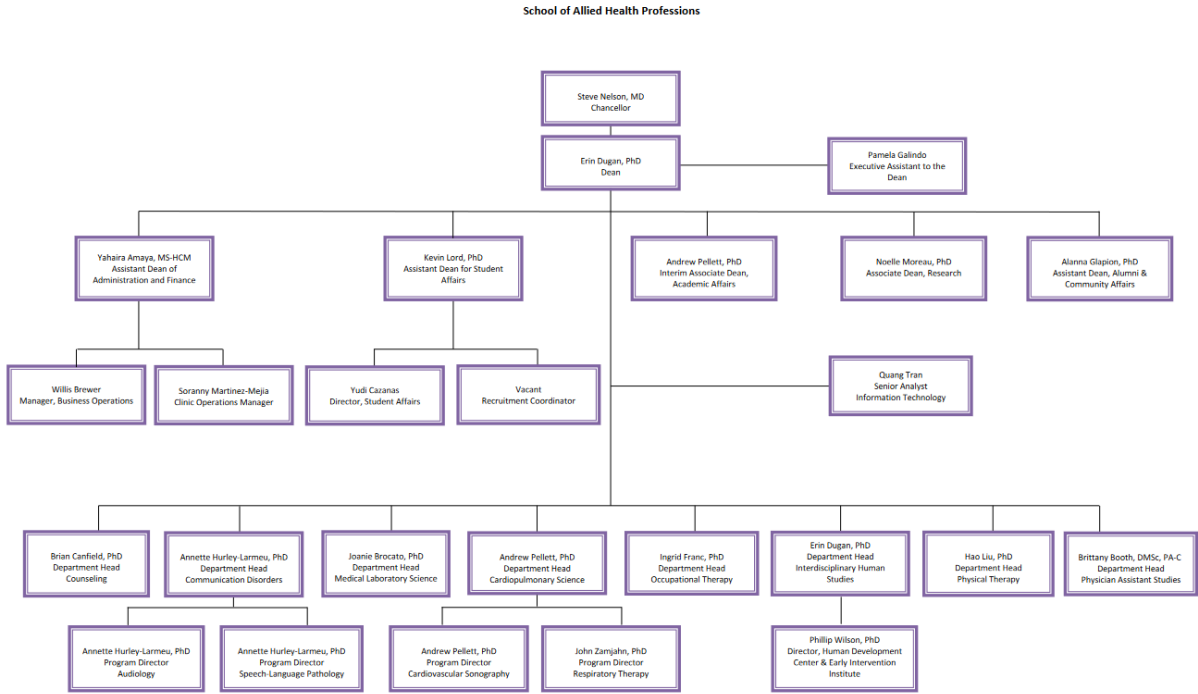 School of Allied Health Professions
Steve Nelson, MD
Chancellor
Erin Dugan, PhD
Dean
Pamela Galindo
Executive Assistant to the
Dean
Yahaira Amaya, MS-HCM
Assistant Dean of
Administration and Finance
Kevin Lord, PhD
Assistant Dean for Student
Affairs
Andrew Pellett, PhD
Interim Associate Dean,
Academic Affairs
Noelle Moreau, PhD
Associate Dean, Research
Alanna Glapion, PhD
Assistant Dean, Alumni &
Community Affairs
Willis Brewer
Manager, Business Operations
Soranny Martinez-Mejia
Clinic Operations Manager
Yudi Cazanas
Director, Student Affairs
Vacant
Recruitment Coordinator
Quang Tran
Senior Analyst
Information Technology
Brian Canfield, PhD
Department Head
Counseling
Annette Hurley-Larmeu, PhD
Department Head
Communication Disorders
Joanie Brocato, PhD
Department Head
Medical Laboratory Science
Andrew Pellett, PhD
Department Head
Cardiopulmonary Science
Ingrid Franc, PhD
Department Head
Occupational Therapy
Erin Dugan, PhD
Department Head
Interdisciplinary Human
Studies
Hao Liu, PhD
Department Head
Physical Therapy
Brittany Booth, DMSc, PA-C
Department Head
Physician Assistant Studies
Annette Hurley-Larmeu, PhD
Program Director
Audiology
Annette Hurley-Larmeu, PhD
Program Director
Speech-Language Pathology
Andrew Pellett, PhD
Program Director
Cardiovascular Sonography
John Zamjahn, PhD
Program Director
Respiratory Therapy
Phillip Wilson, PhD
Director, Human Development
Center & Early Intervention
Institute